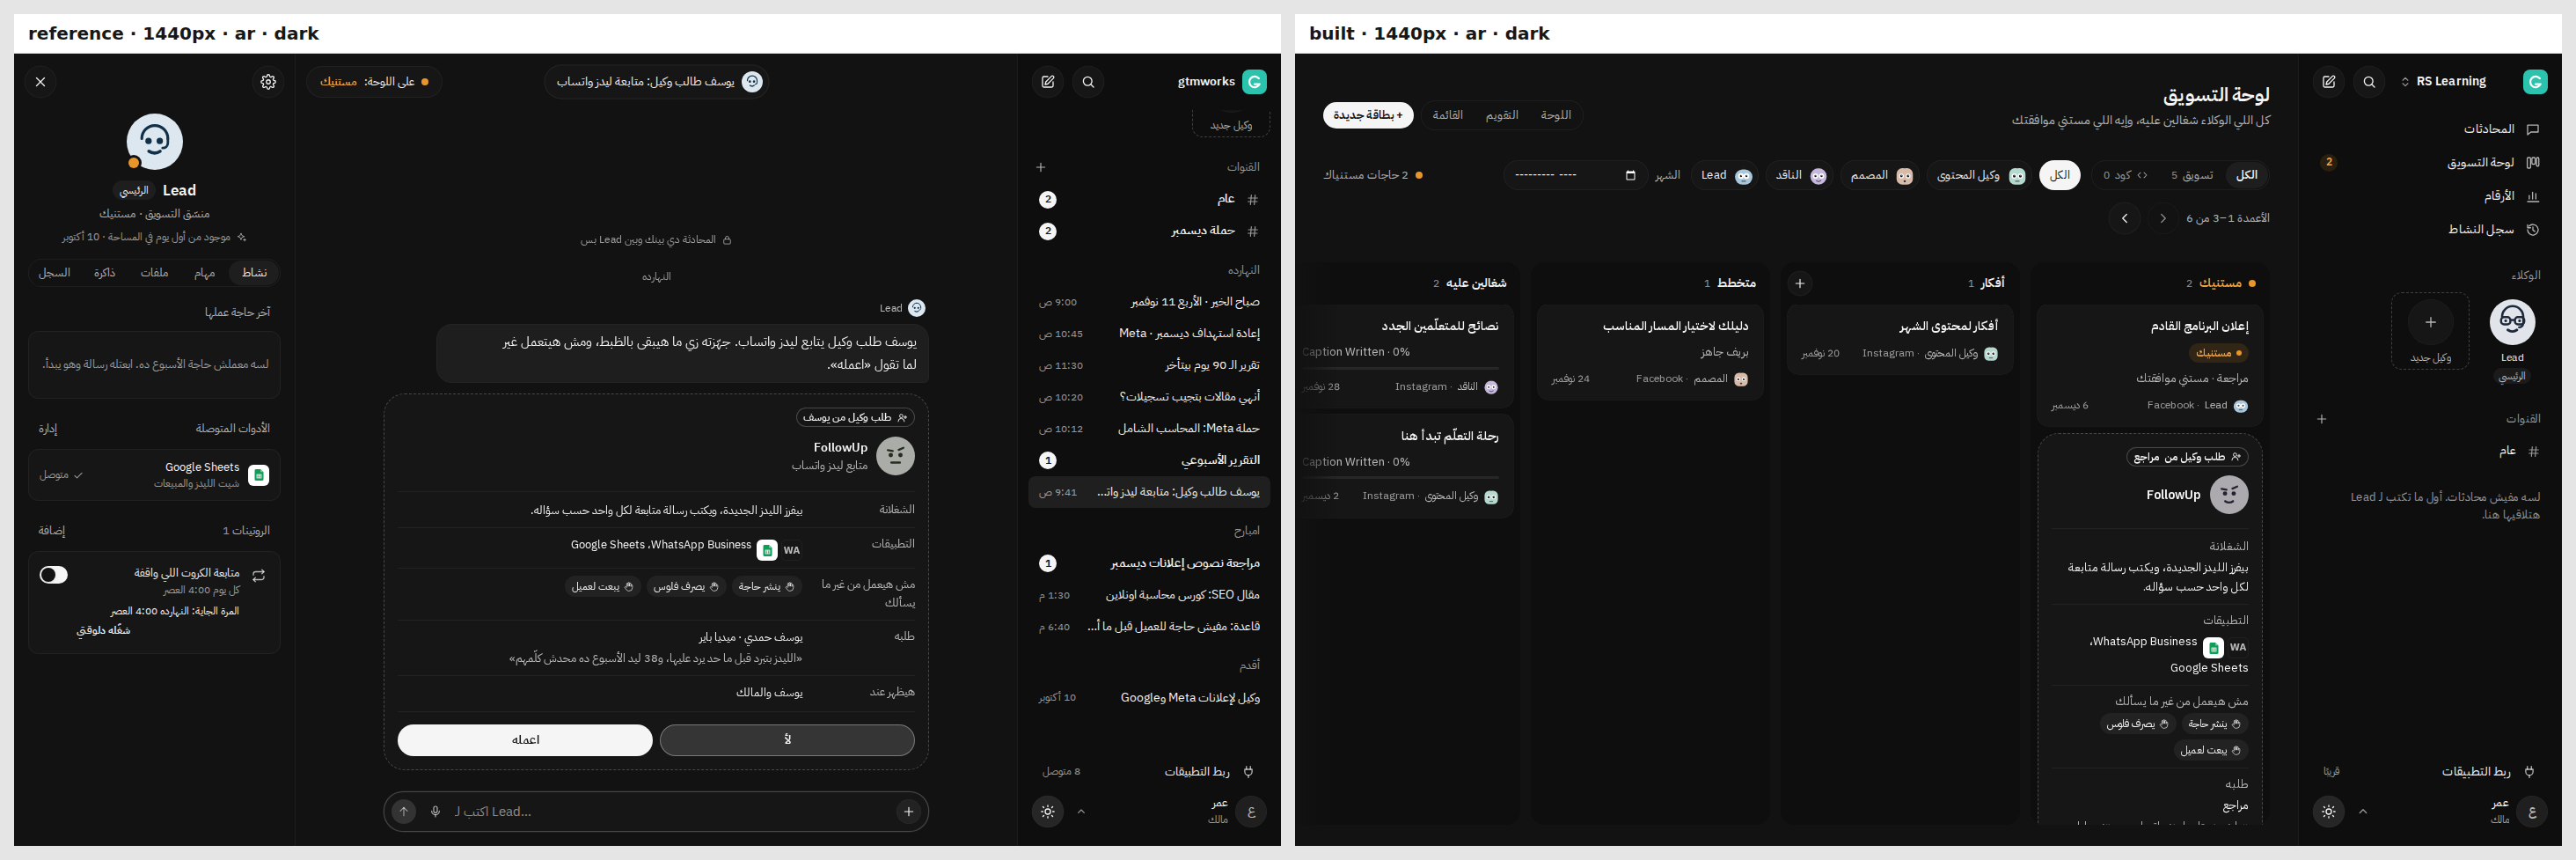 reference · 1440px · ar · dark
gtmworks
وكيل جديد
القنوات
عام
2
حملة ديسمبر
2
النهارده
صباح الخير · الأربع 11 نوفمبر
9:00 ص
إعادة استهداف ديسمبر · Meta
10:45 ص
تقرير الـ 90 يوم بيتأخر
11:30 ص
أنهي مقالات بتجيب تسجيلات؟
10:20 ص
حملة Meta: المحاسب الشامل
10:12 ص
التقرير الأسبوعي
1
يوسف طالب وكيل: متابعة ليدز وات...
9:41 ص
امبارح
مراجعة نصوص إعلانات ديسمبر
1
مقال SEO: كورس محاسبة اونلاين
1:30 م
قاعدة: مفيش حاجة للعميل قبل ما أ...
6:40 م
أقدم
وكيل لإعلانات Meta وGoogle
10 أكتوبر
ربط التطبيقات
8 متوصل
ع
عمر
مالك
يوسف طالب وكيل: متابعة ليدز واتساب
على اللوحة: مستنيك
المحادثة دي بينك وبين Lead بس
النهارده
Lead
يوسف طلب وكيل يتابع ليدز واتساب. جهّزته زي ما هيبقى بالظبط، ومش هيتعمل غير
لما تقول «اعمله».
طلب وكيل من يوسف
FollowUp
متابع ليدز واتساب
الشغلانة
بيفرز الليدز الجديدة، ويكتب رسالة متابعة لكل واحد حسب سؤاله.
التطبيقات
WA
WhatsApp Business، Google Sheets
مش هيعمل من غير ما
يسألك
ينشر حاجة
يصرف فلوس
يبعت لعميل
طلبه
يوسف حمدي · ميديا باير
«الليدز بتبرد قبل ما حد يرد عليها، و38 ليد الأسبوع ده محدش كلّمهم»
هيظهر عند
يوسف والمالك
لأ
اعمله
اكتب لـ Lead...
Lead
الرئيسي
منسّق التسويق · مستنيك
موجود من أول يوم في المساحة · 10 أكتوبر
نشاط
مهام
ملفات
ذاكرة
السجل
آخر حاجة عملها
لسه معملش حاجة الأسبوع ده. ابعتله رسالة وهو يبدأ.
الأدوات المتوصلة
إدارة
Google Sheets
شيت الليدز والمبيعات
متوصل
الروتينات 1
إضافة
متابعة الكروت اللي واقفة
كل يوم 4:00 العصر
المرة الجاية: النهارده 4:00 العصر
شغّله دلوقتي
built · 1440px · ar · dark
RS Learning
المحادثات
لوحة التسويق
2
الأرقام
سجل النشاط
الوكلاء
Lead
الرئيسي
وكيل جديد
القنوات
عام
لسه مفيش محادثات. أول ما تكتب لـ Lead
هتلاقيها هنا.
ربط التطبيقات
قريبًا
ع
عمر
مالك
لوحة التسويق
كل اللي الوكلاء شغالين عليه، وإيه اللي مستني موافقتك
اللوحة
التقويم
القائمة
+ بطاقة جديدة
الكل
تسويق 5
كود 0
الكل
وكيل المحتوى
المصمم
الناقد
Lead
الشهر
--------- ----
2 حاجات مستنياك
الأعمدة 1–3 من 6
مستنيك 2
إعلان البرنامج القادم
مستنيك
مراجعة · مستني موافقتك
Lead · Facebook
6 ديسمبر
طلب وكيل من مراجع
FollowUp
الشغلانة
بيفرز الليدز الجديدة، ويكتب رسالة متابعة
لكل واحد حسب سؤاله.
التطبيقات
WA
WhatsApp Business،
Google Sheets
مش هيعمل من غير ما يسألك
ينشر حاجة
يصرف فلوس
يبعت لعميل
طلبه
مراجع
أفكار 1
أفكار لمحتوى الشهر
وكيل المحتوى · Instagram
20 نوفمبر
متخطط 1
دليلك لاختيار المسار المناسب
بريف جاهز
المصمم · Facebook
24 نوفمبر
شغالين عليه 2
نصائح للمتعلّمين الجدد
Caption Written · 0%
الناقد · Instagram
28 نوفمبر
رحلة التعلّم تبدأ هنا
Caption Written · 0%
وكيل المحتوى · Instagram
2 ديسمبر